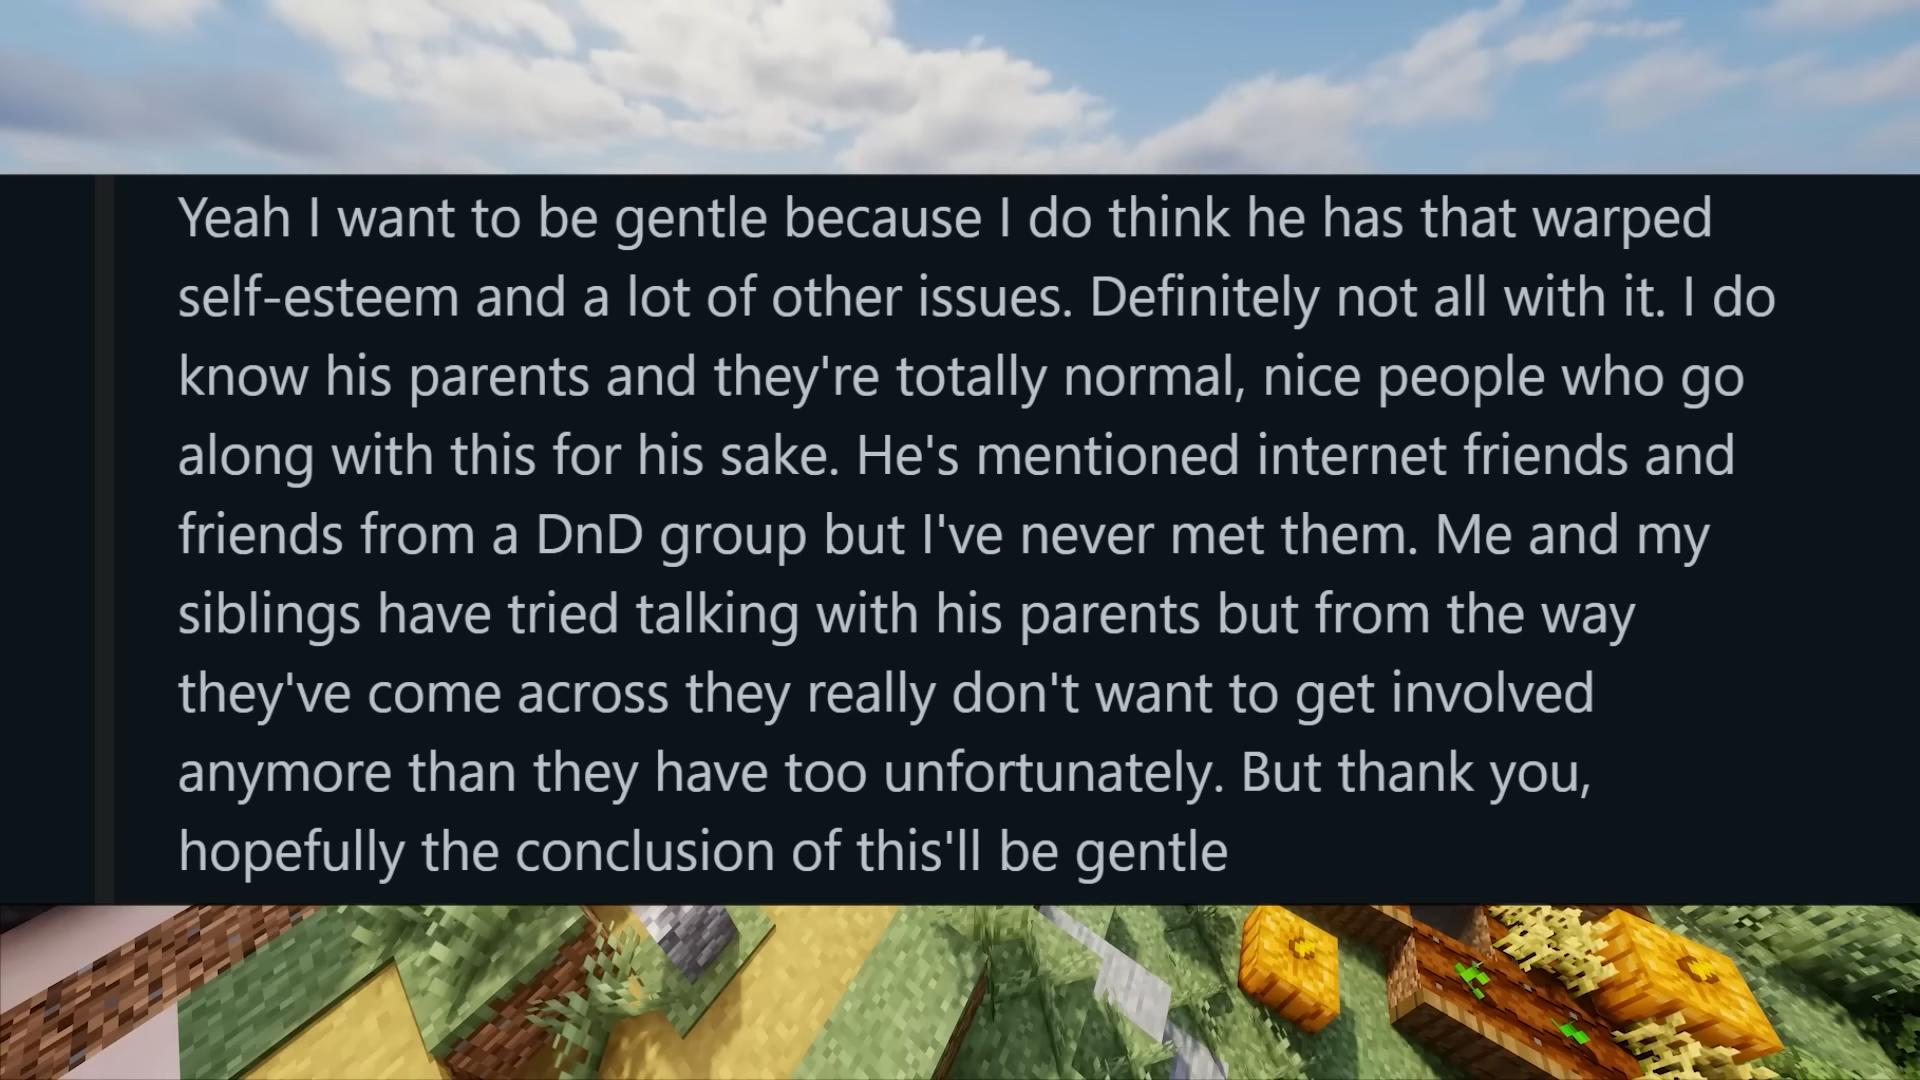 Yeah I want to be gentle because I do think he has that warped
self-esteem and a lot of other issues. Definitely not all with it. I do
know his parents and they're totally normal, nice people who go
along with this for his sake. He's mentioned internet friends and
friends from a DnD group but I've never met them. Me and my
siblings have tried talking with his parents but from the way
they've come across they really don't want to get involved
anymore than they have too unfortunately. But thank you,
hopefully the conclusion of this'll be gentle